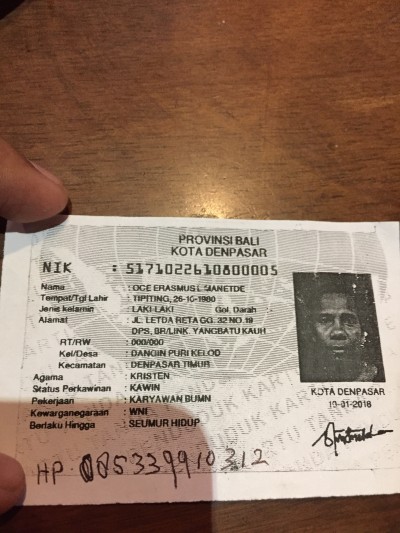 PROVINSI BALI
KOTA DENPASAR
NIK : 5171022610800005
Nama : OCE ERASMUS
Tempat/Tgl Lahir : TIPITING, 26-10-1980
Jenis kelamin : LAKI-LAKI Gol. Darah :
Alamat : JL. LETDA RETA GG. 32 NO.19
DPS, BR/LINK. YANGBATU KAUH
RT/RW : 000/000
Kel/Desa : DANGIN PURI KELOD
Kecamatan : DENPASAR TIMUR
Agama : KRISTEN
Status Perkawinan : KAWIN
Pekerjaan : KARYAWAN BUMN
Kewarganegaraan : WNI
Berlaku Hingga : SEUMUR HIDUP
KOTA DENPASAR
19-01-2018
HP 085339910312